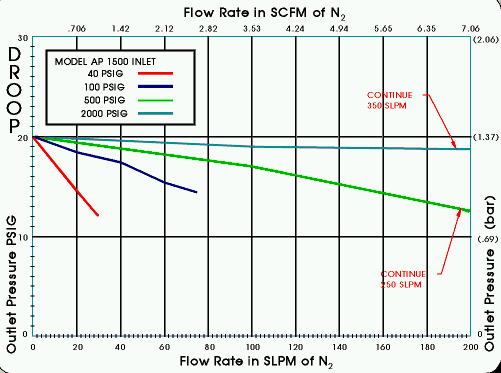 Flow Rate in SCFM of N2
.706 1.42 2.12 2.82 3.53 4.24 4.94 5.65 6.35 7.06
DROOP
30 (2.06)
MODEL AP 1500 INLET
40 PSIG
100 PSIG
500 PSIG
2000 PSIG
CONTINUE
350 SLPM
20 (1.37)
Outlet Pressure PSIG
Outlet Pressure (bar)
10 (.69)
CONTINUE
250 SLPM
0 0
0 20 40 60 80 100 120 140 160 180 200
Flow Rate in SLPM of N2